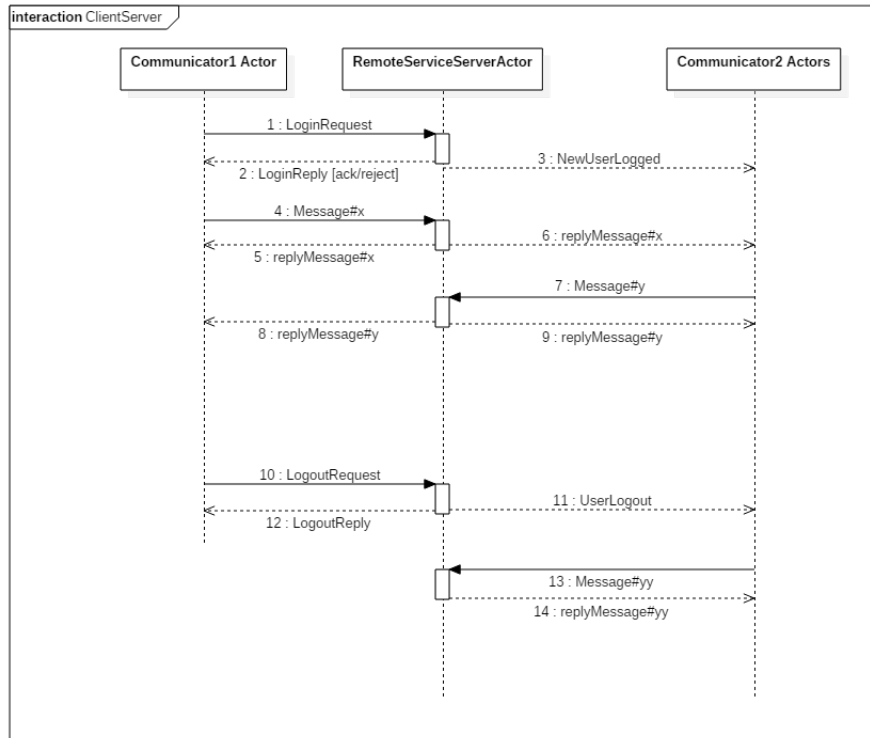 interaction ClientServer
Communicator1 Actor
RemoteServiceServerActor
Communicator2 Actors
1 : LoginRequest
2 : LoginReply [ack/reject]
3 : NewUserLogged
4 : Message#x
5 : replyMessage#x
6 : replyMessage#x
7 : Message#y
8 : replyMessage#y
9 : replyMessage#y
10 : LogoutRequest
11 : UserLogout
12 : LogoutReply
13 : Message#yy
14 : replyMessage#yy